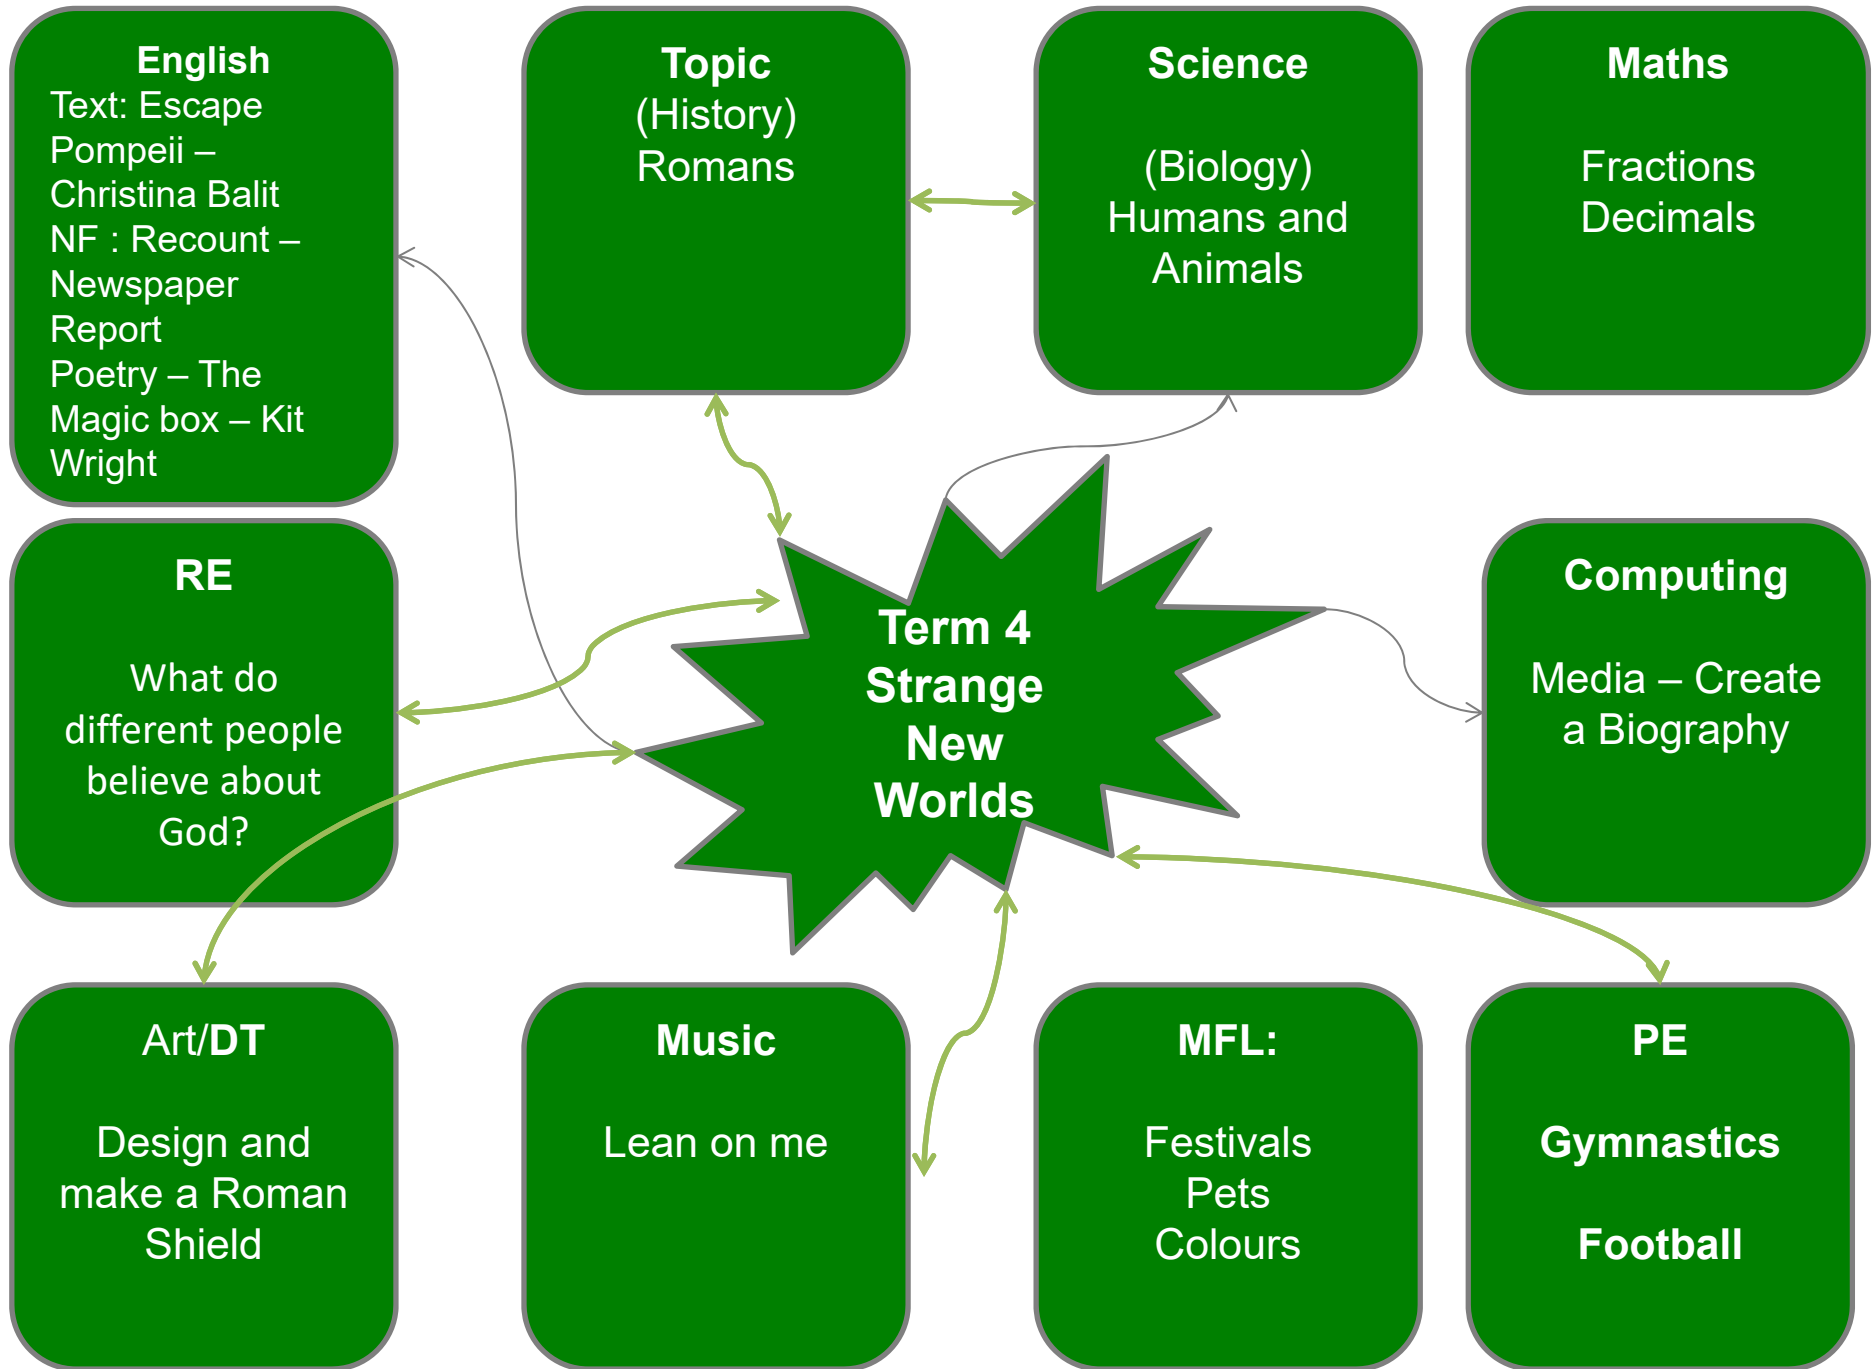 English
Text: Escape
Pompeii –
Christina Balit
NF : Recount –
Newspaper
Report
Poetry – The
Magic box – Kit
Wright
Topic
(History)
Romans
Science
(Biology)
Humans and
Animals
Maths
Fractions
Decimals
RE
What do
different people
believe about
God?
Term 4
Strange
New
Worlds
Computing
Media – Create
a Biography
Art/DT
Design and
make a Roman
Shield
Music
Lean on me
MFL:
Festivals
Pets
Colours
PE
Gymnastics
Football